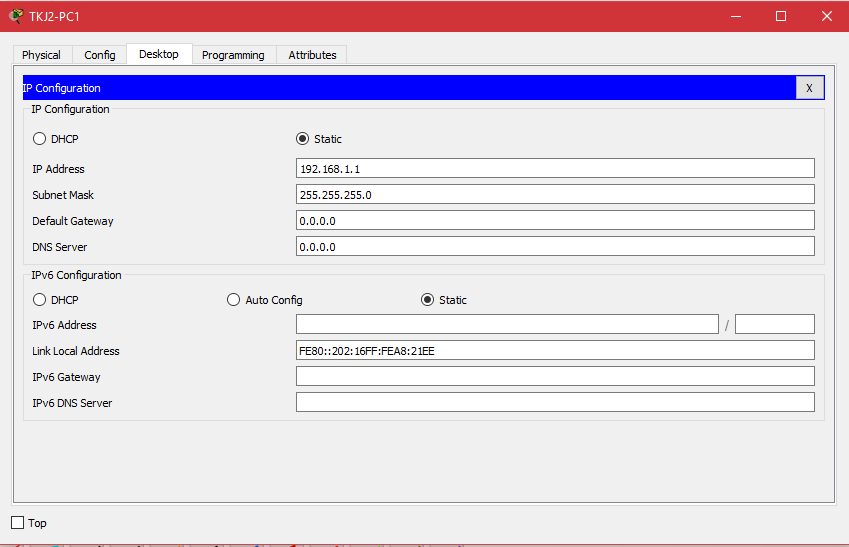 TKJ2-PC1
Physical Config Desktop Programming Attributes
IP Configuration X
IP Configuration
DHCP Static
IP Address 192.168.1.1
Subnet Mask 255.255.255.0
Default Gateway 0.0.0.0
DNS Server 0.0.0.0
IPv6 Configuration
DHCP Auto Config Static
IPv6 Address /
Link Local Address FE80::202:16FF:FEA8:21EE
IPv6 Gateway
IPv6 DNS Server
Top